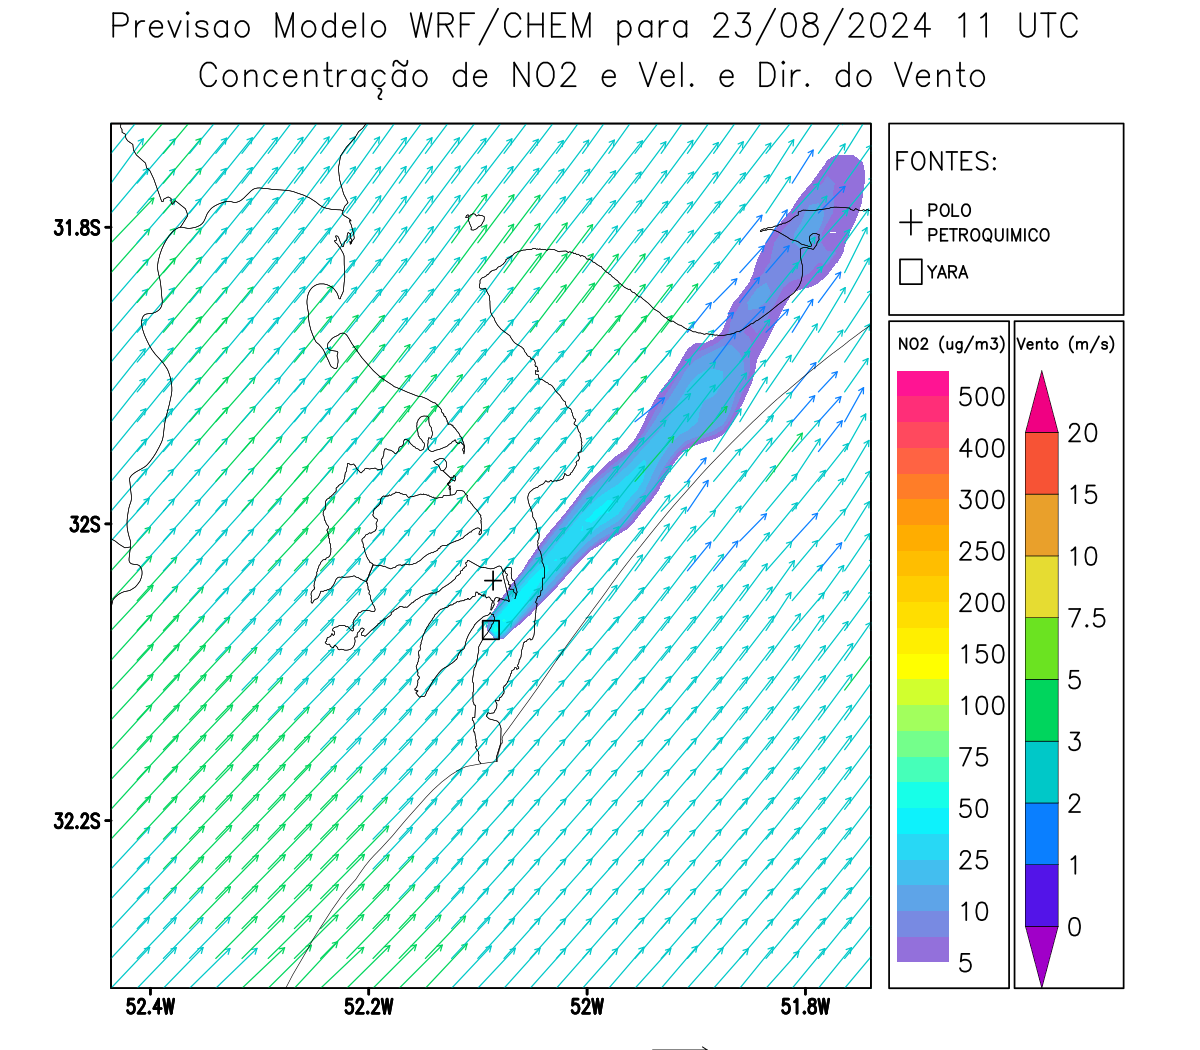 Previsao Modelo WRF/CHEM para 23/08/2024 11 UTC
Concentração de NO2 e Vel. e Dir. do Vento
FONTES:
POLO
PETROQUIMICO
YARA
NO2 (ug/m3)
500
400
300
250
200
150
100
75
50
25
10
5
Vento (m/s)
20
15
10
7.5
5
3
2
1
0
31.8S
32S
32.2S
52.4W
52.2W
52W
51.8W